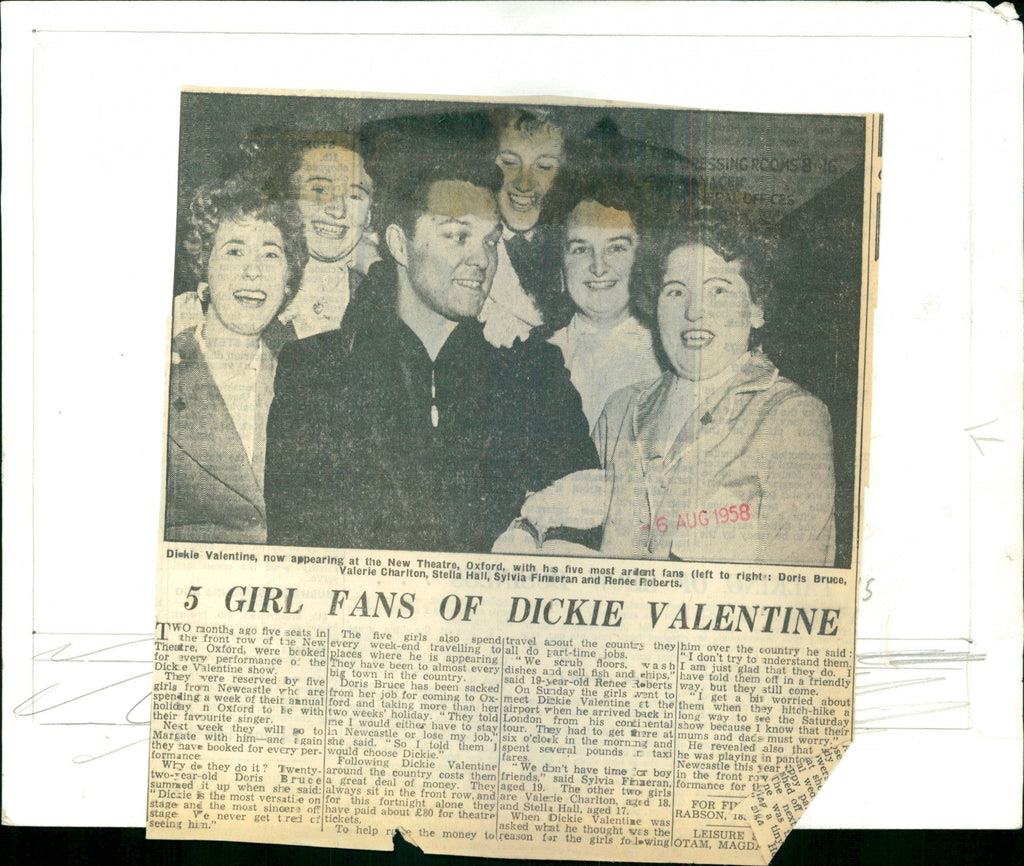 RESSING ROOMS 8-16
OFFICES
-6 AUG 1958
Dickie Valentine, now appearing at the New Theatre, Oxford, with his five most ardent fans (left to right): Doris Bruce,
Valerie Charlton, Stella Hall, Sylvia Finneran and Renee Roberts.
5 GIRL FANS OF DICKIE VALENTINE
TWO months ago five seats in
the front row of the New
Theatre, Oxford, were booked
for every performance of the
Dickie Valentine show.
They were reserved by five
girls from Newcastle who are
spending a week of their annual
holiday in Oxford to be with
their favourite singer.
Next week they will go to
Margate with him—and again
they have booked for every per-
formance.
Why do they do it? Twenty-
two-year-old Doris Bruce
summed it up when she said:
"Dickie is the most versatile on
stage and the most sincere off
stage. We never get tired of
seeing him."
The five girls also spend
every week-end travelling to
places where he is appearing.
They have been to almost every
big town in the country.
Doris Bruce has been sacked
from her job for coming to Ox-
ford and taking more than her
two weeks' holiday. "They told
me I would either have to stay
in Newcastle or lose my job,"
she said. "So I told them I
would choose Dickie."
Following Dickie Valentine
around the country costs them
a great deal of money. They
always sit in the front row, and
for this fortnight alone they
have paid about £80 for theatre
tickets.
To help raise the money to
travel about the country they
all do part-time jobs.
"We scrub floors, wash
dishes and sell fish and chips,"
said 19-year-old Renee Roberts
On Sunday the girls went to
meet Dickie Valentine at the
airport when he arrived back in
London from his continental
tour. They had to get there at
six o'clock in the morning and
spent several pounds in taxi
fares.
"We don't have time for boy
friends," said Sylvia Finneran,
aged 19. The other two girls
are Valerie Charlton, aged 18,
and Stella Hall, aged 17.
When Dickie Valentine was
asked what he thought was the
reason for the girls following
him over the country he said:
"I don't try to understand them.
I am just glad that they do. I
have told them off in a friendly
way, but they still come.
"I get a bit worried about
them when they hitch-hike a
long way to see the Saturday
show because I know that their
mums and dads must worry."
He revealed also that
he was playing in
Newcastle this year
in the front row
formance for
FOR
RABSON,
LEISURE
OTAM,